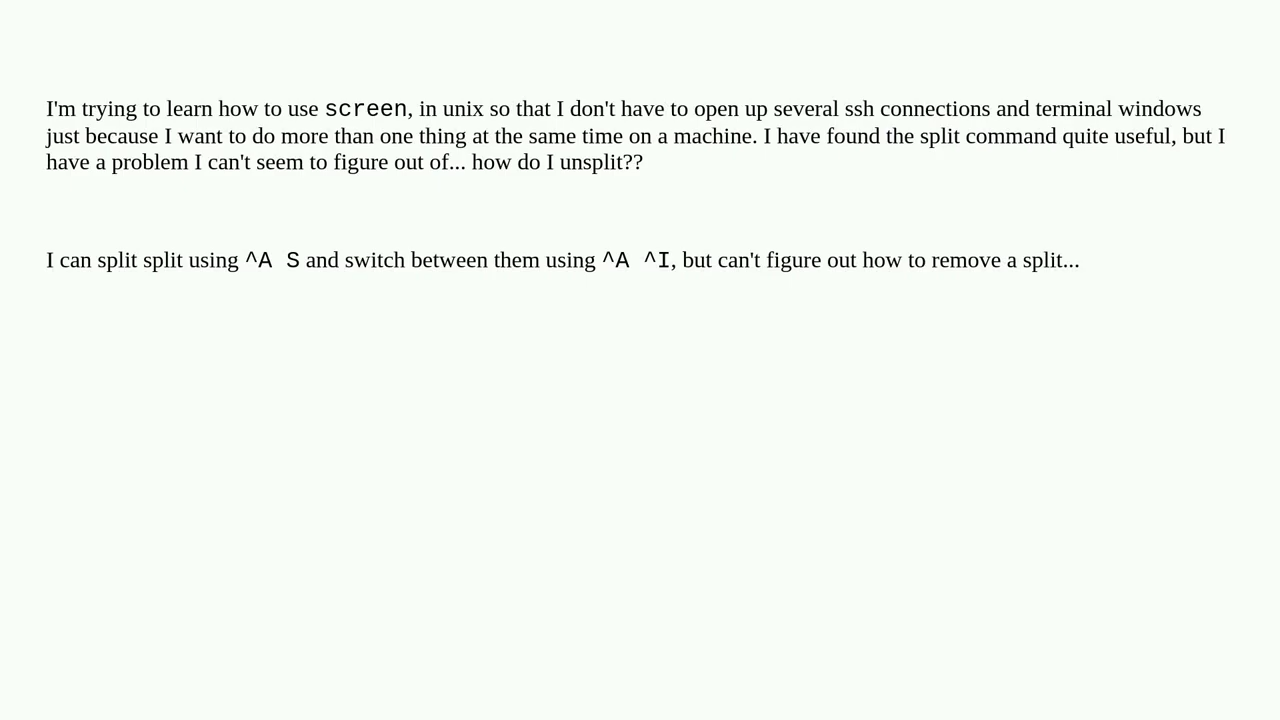 I'm trying to learn how to use screen, in unix so that I don't have to open up several ssh connections and terminal windows
just because I want to do more than one thing at the same time on a machine. I have found the split command quite useful, but I
have a problem I can't seem to figure out of... how do I unsplit??
I can split split using ^A S and switch between them using ^A ^I, but can't figure out how to remove a split...